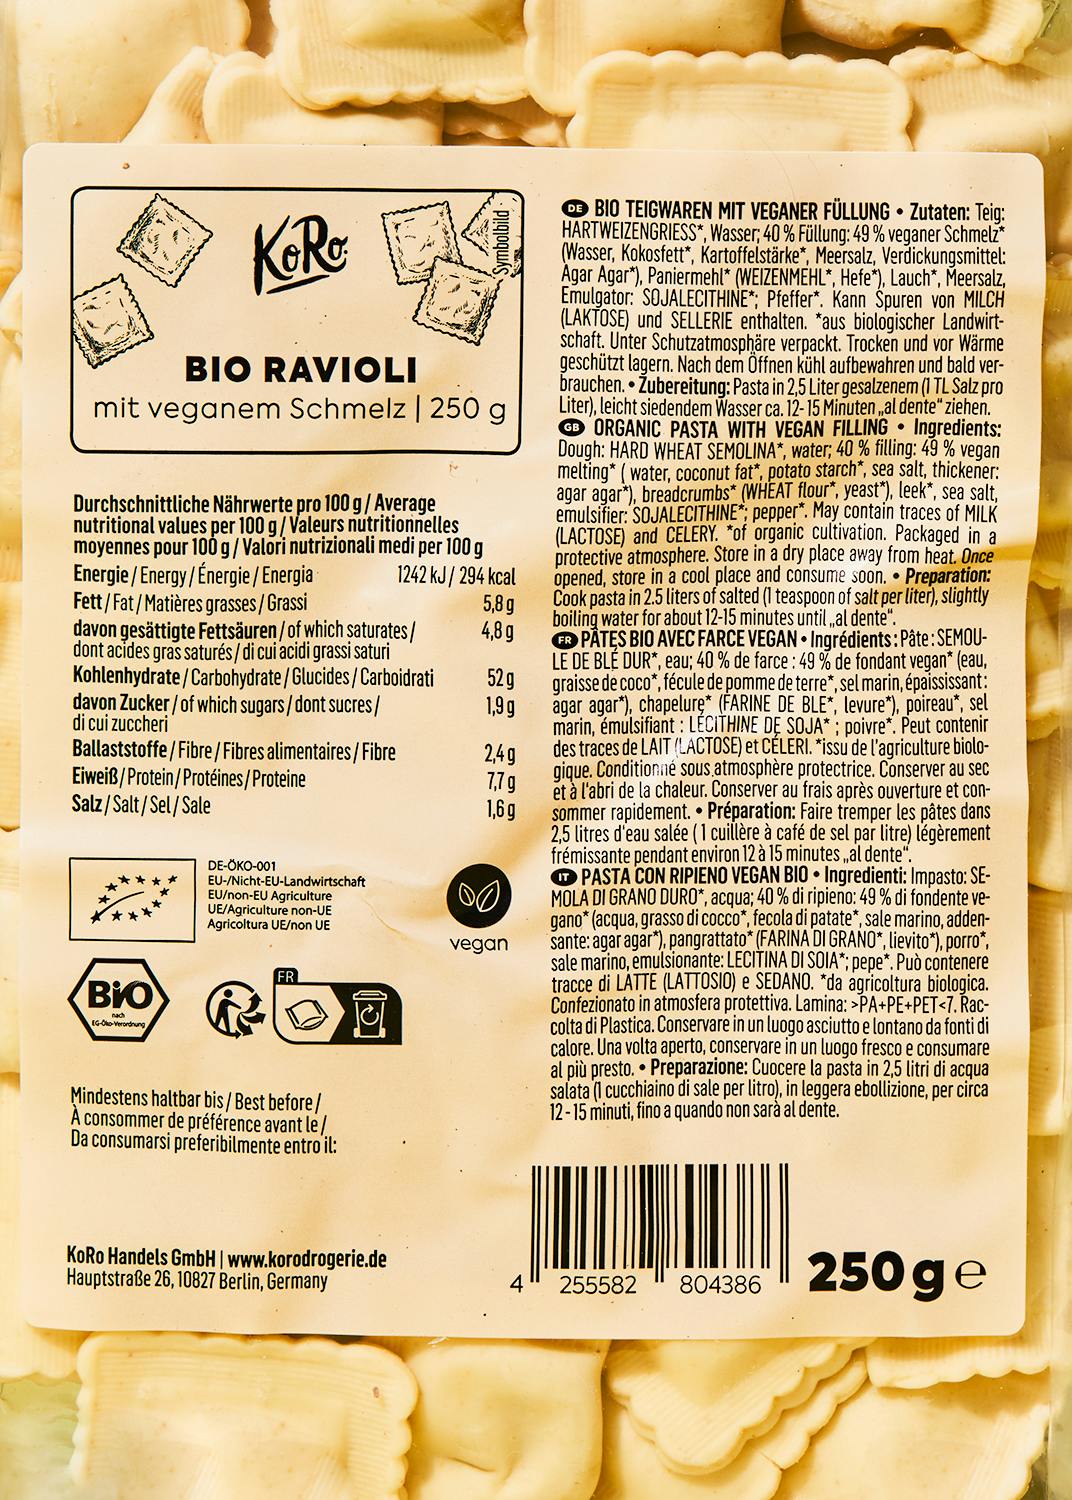 KoRo
Symbolbild
BIO RAVIOLI
mit veganem Schmelz | 250 g
Durchschnittliche Nährwerte pro 100 g / Average
nutritional values per 100 g / Valeurs nutritionnelles
moyennes pour 100 g / Valori nutrizionali medi per 100 g
Energie / Energy / Énergie / Energia 1242 kJ / 294 kcal
Fett / Fat / Matières grasses / Grassi 5,8 g
davon gesättigte Fettsäuren / of which saturates / 4,8 g
dont acides gras saturés / di cui acidi grassi saturi
Kohlenhydrate / Carbohydrate / Glucides / Carboidrati 52 g
davon Zucker / of which sugars / dont sucres / 1,9 g
di cui zuccheri
Ballaststoffe / Fibre / Fibres alimentaires / Fibre 2,4 g
Eiweiß / Protein / Protéines / Proteine 7,7 g
Salz / Salt / Sel / Sale 1,6 g
DE-ÖKO-001
EU-/Nicht-EU-Landwirtschaft
EU/non-EU Agriculture
UE/Agriculture non-UE
Agricoltura UE/non UE
vegan
Bio
nach
EG-Öko-Verordnung
FR
Mindestens haltbar bis / Best before /
À consommer de préférence avant le /
Da consumarsi preferibilmente entro il:
KoRo Handels GmbH | www.korodrogerie.de
Hauptstraße 26, 10827 Berlin, Germany
DE BIO TEIGWAREN MIT VEGANER FÜLLUNG • Zutaten: Teig:
HARTWEIZENGRIESS*, Wasser; 40 % Füllung: 49 % veganer Schmelz*
(Wasser, Kokosfett*, Kartoffelstärke*, Meersalz, Verdickungsmittel:
Agar Agar*), Paniermehl* (WEIZENMEHL*, Hefe*), Lauch*, Meersalz,
Emulgator: SOJALECITHINE*; Pfeffer*. Kann Spuren von MILCH
(LAKTOSE) und SELLERIE enthalten. *aus biologischer Landwirt-
schaft. Unter Schutzatmosphäre verpackt. Trocken und vor Wärme
geschützt lagern. Nach dem Öffnen kühl aufbewahren und bald ver-
brauchen. • Zubereitung: Pasta in 2,5 Liter gesalzenem (1 TL Salz pro
Liter), leicht siedendem Wasser ca. 12- 15 Minuten „al dente“ ziehen.
GB ORGANIC PASTA WITH VEGAN FILLING • Ingredients:
Dough: HARD WHEAT SEMOLINA*, water; 40 % filling: 49 % vegan
melting* ( water, coconut fat*, potato starch*, sea salt, thickener:
agar agar*), breadcrumbs* (WHEAT flour*, yeast*), leek*, sea salt,
emulsifier: SOJALECITHINE*; pepper*. May contain traces of MILK
(LACTOSE) and CELERY. *of organic cultivation. Packaged in a
protective atmosphere. Store in a dry place away from heat. Once
opened, store in a cool place and consume soon. • Preparation:
Cook pasta in 2.5 liters of salted (1 teaspoon of salt per liter), slightly
boiling water for about 12-15 minutes until „al dente“.
FR PÂTES BIO AVEC FARCE VEGAN • Ingrédients : Pâte : SEMOU-
LE DE BLÉ DUR*, eau; 40 % de farce : 49 % de fondant vegan* (eau,
graisse de coco*, fécule de pomme de terre*, sel marin, épaississant :
agar agar*), chapelure* (FARINE DE BLE*, levure*), poireau*, sel
marin, émulsifiant : LÉCITHINE DE SOJA* ; poivre*. Peut contenir
des traces de LAIT (LACTOSE) et CÉLERI. *issu de l'agriculture biolo-
gique. Conditionné sous atmosphère protectrice. Conserver au sec
et à l'abri de la chaleur. Conserver au frais après ouverture et con-
sommer rapidement. • Préparation: Faire tremper les pâtes dans
2,5 litres d'eau salée ( 1 cuillère à café de sel par litre) légèrement
frémissante pendant environ 12 à 15 minutes „al dente“.
IT PASTA CON RIPIENO VEGAN BIO • Ingredienti: Impasto: SE-
MOLA DI GRANO DURO*, acqua; 40 % di ripieno: 49 % di fondente ve-
gano* (acqua, grasso di cocco*, fecola di patate*, sale marino, adden-
sante: agar agar*), pangrattato* (FARINA DI GRANO*, lievito*), porro*,
sale marino, emulsionante: LECITINA DI SOIA*; pepe*. Può contenere
tracce di LATTE (LATTOSIO) e SEDANO. *da agricoltura biologica.
Confezionato in atmosfera protettiva. Lamina: >PA+PE+PET<7. Rac-
colta di Plastica. Conservare in un luogo asciutto e lontano da fonti di
calore. Una volta aperto, conservare in un luogo fresco e consumare
al più presto. • Preparazione: Cuocere la pasta in 2,5 litri di acqua
salata (1 cucchiaino di sale per litro), in leggera ebollizione, per circa
12 - 15 minuti, fino a quando non sarà al dente.
4 255582 804386
250 g e